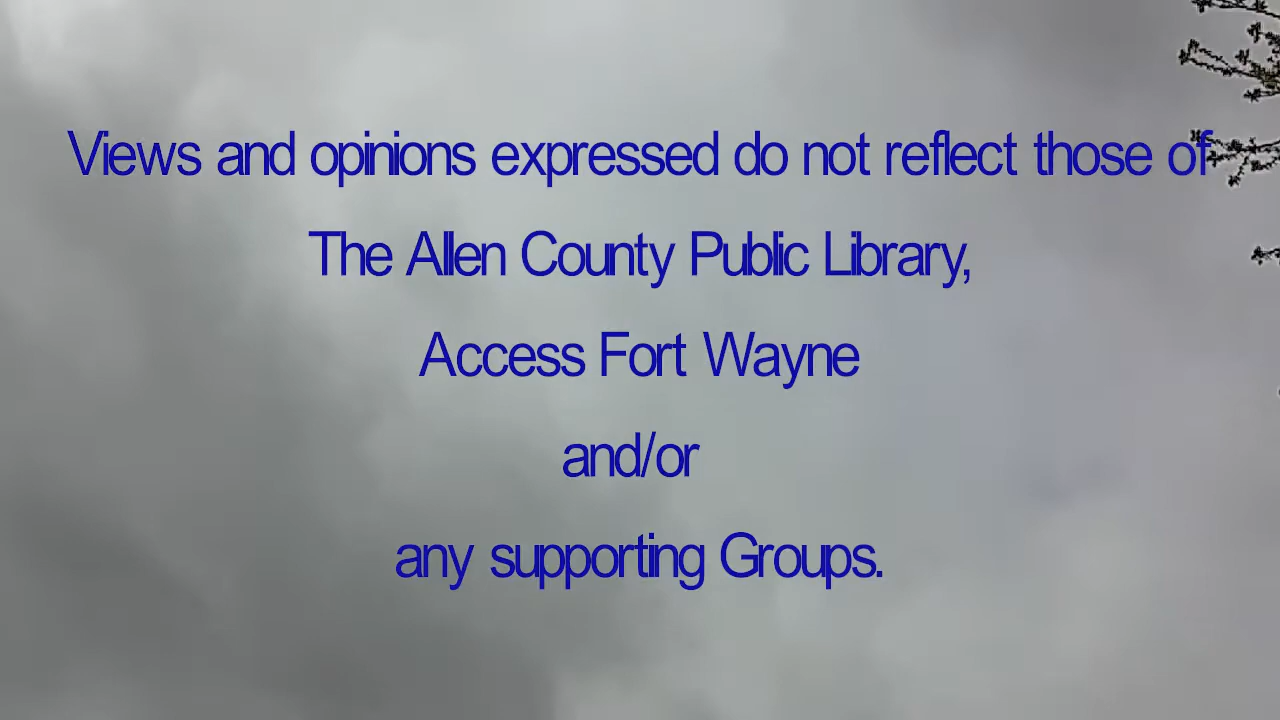 Views and opinions expressed do not reflect those of
The Allen County Public Library,
Access Fort Wayne
and/or
any supporting Groups.